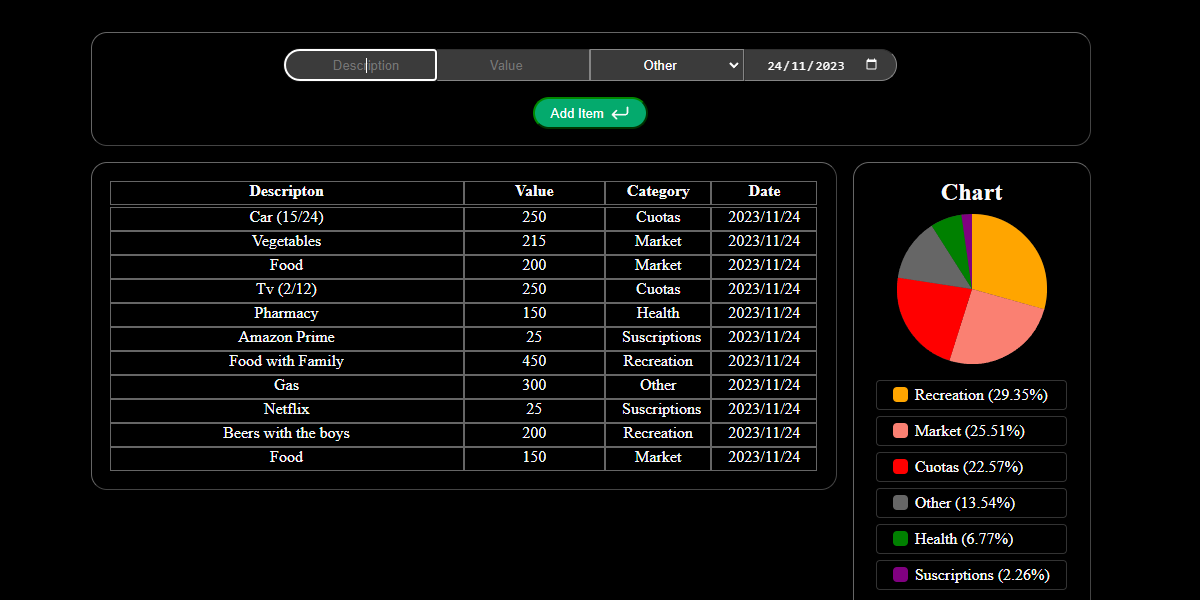 Description Value Other 24/11/2023
Add Item
Descripton Value Category Date
Car (15/24) 250 Cuotas 2023/11/24
Vegetables 215 Market 2023/11/24
Food 200 Market 2023/11/24
Tv (2/12) 250 Cuotas 2023/11/24
Pharmacy 150 Health 2023/11/24
Amazon Prime 25 Suscriptions 2023/11/24
Food with Family 450 Recreation 2023/11/24
Gas 300 Other 2023/11/24
Netflix 25 Suscriptions 2023/11/24
Beers with the boys 200 Recreation 2023/11/24
Food 150 Market 2023/11/24
Chart
Recreation (29.35%)
Market (25.51%)
Cuotas (22.57%)
Other (13.54%)
Health (6.77%)
Suscriptions (2.26%)